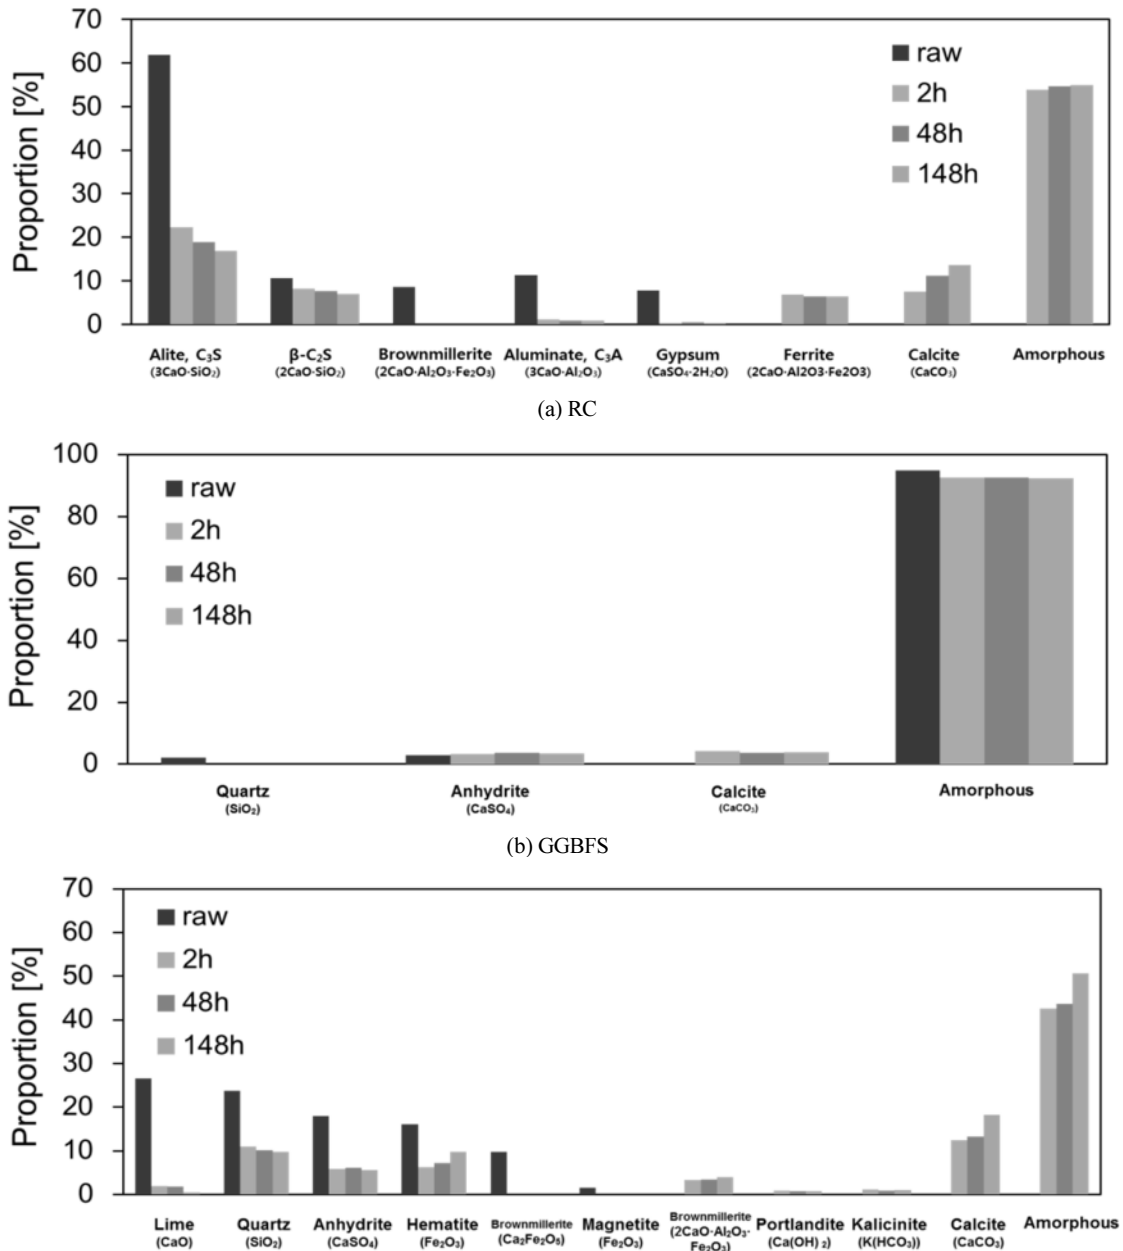 Proportion [%]
70
60
50
40
30
20
10
0
raw
2h
48h
148h
Alite, C₃S β-C₂S Brownmillerite Aluminate, C₃A Gypsum Ferrite Calcite Amorphous
(3CaO·SiO₂) (2CaO·SiO₂) (2CaO·Al₂O₃·Fe₂O₃) (3CaO·Al₂O₃) (CaSO₄·2H₂O) (2CaO·Al2O3·Fe2O3) (CaCO₃)
(a) RC
Proportion [%]
100
80
60
40
20
0
raw
2h
48h
148h
Quartz Anhydrite Calcite Amorphous
(SiO₂) (CaSO₄) (CaCO₃)
(b) GGBFS
Proportion [%]
70
60
50
40
30
20
10
0
raw
2h
48h
148h
Lime Quartz Anhydrite Hematite Brownmillerite Magnetite Brownmillerite Portlandite Kalicinite Calcite Amorphous
(CaO) (SiO₂) (CaSO₄) (Fe₂O₃) (Ca₂Fe₂O₅) (Fe₂O₃) (2CaO·Al₂O₃· (Ca(OH) ₂) (K(HCO₃)) (CaCO₃)
Fe₂O₃)